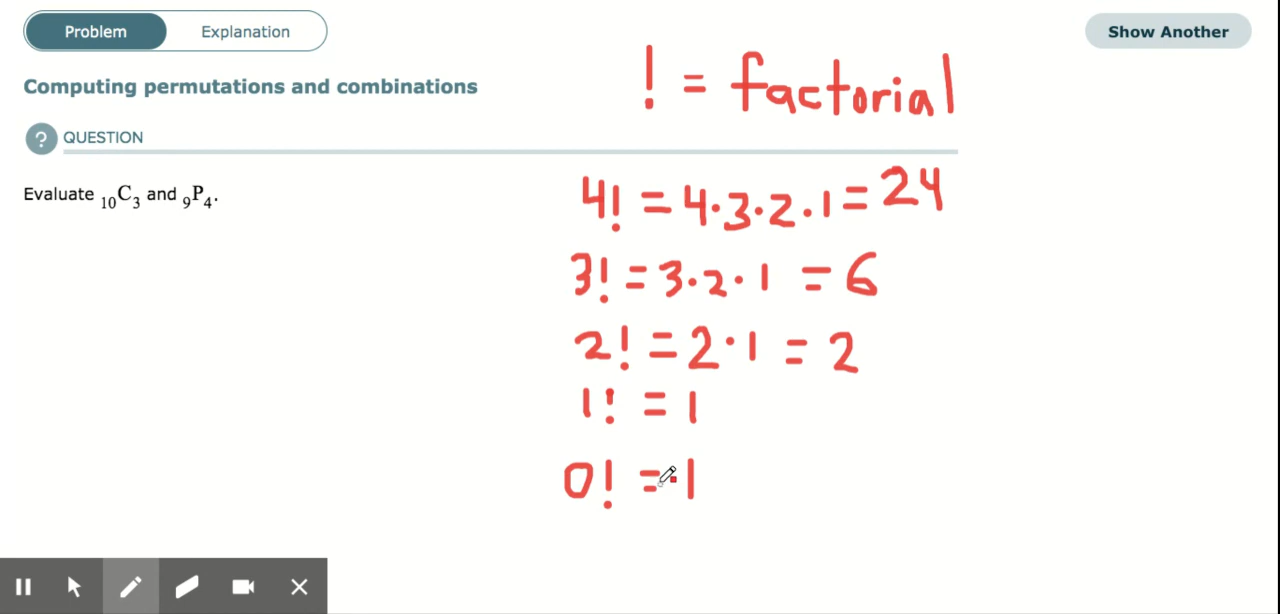 Problem Explanation Show Another
Computing permutations and combinations
! = factorial
? QUESTION
Evaluate ₁₀C₃ and ₉P₄.
4! = 4·3·2·1 = 24
3! = 3·2·1 = 6
2! = 2·1 = 2
1! = 1
0! = 1